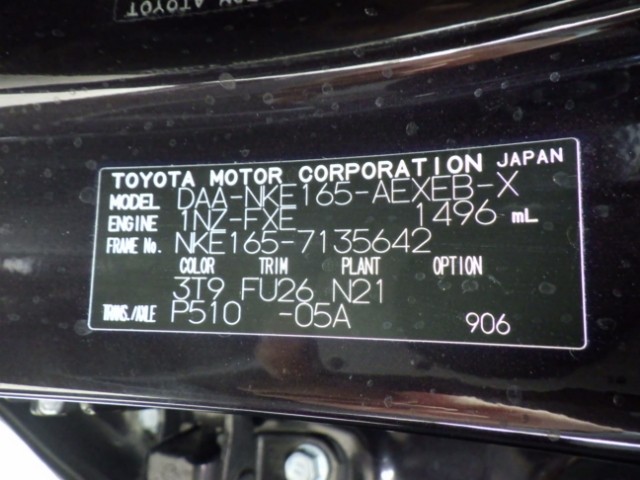 TOYOTA MOTOR CORPORATION JAPAN
MODEL DAA-NKE165-AEXEB-X
ENGINE 1NZ-FXE 1496 mL
FRAME No. NKE165-7135642
COLOR TRIM PLANT OPTION
3T9 FU26 N21
TRANS./AXLE P510 -05A 906